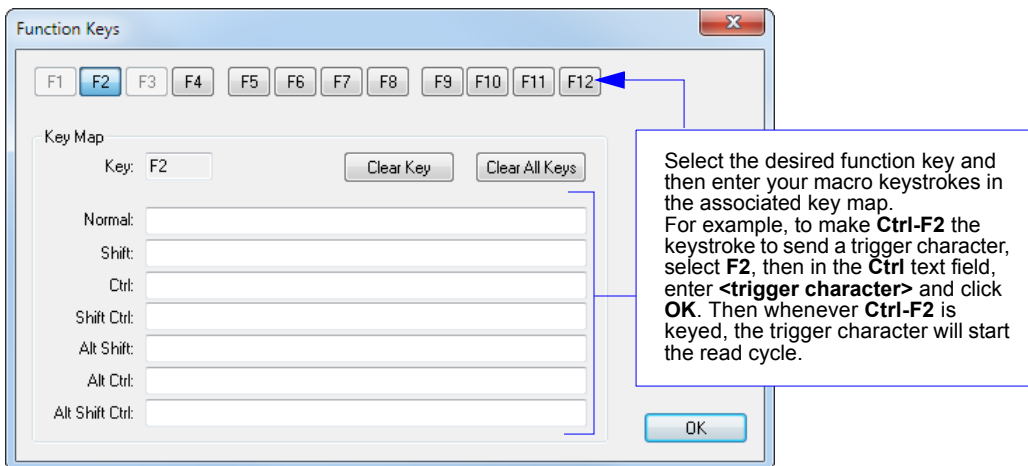 Function Keys
X
F1 F2 F3 F4 F5 F6 F7 F8 F9 F10 F11 F12
Key Map
Key: F2 Clear Key Clear All Keys
Normal:
Shift:
Ctrl:
Shift Ctrl:
Alt Shift:
Alt Ctrl:
Alt Shift Ctrl:
Select the desired function key and
then enter your macro keystrokes in
the associated key map.
For example, to make Ctrl-F2 the
keystroke to send a trigger character,
select F2, then in the Ctrl text field,
enter <trigger character> and click
OK. Then whenever Ctrl-F2 is
keyed, the trigger character will start
the read cycle.
OK